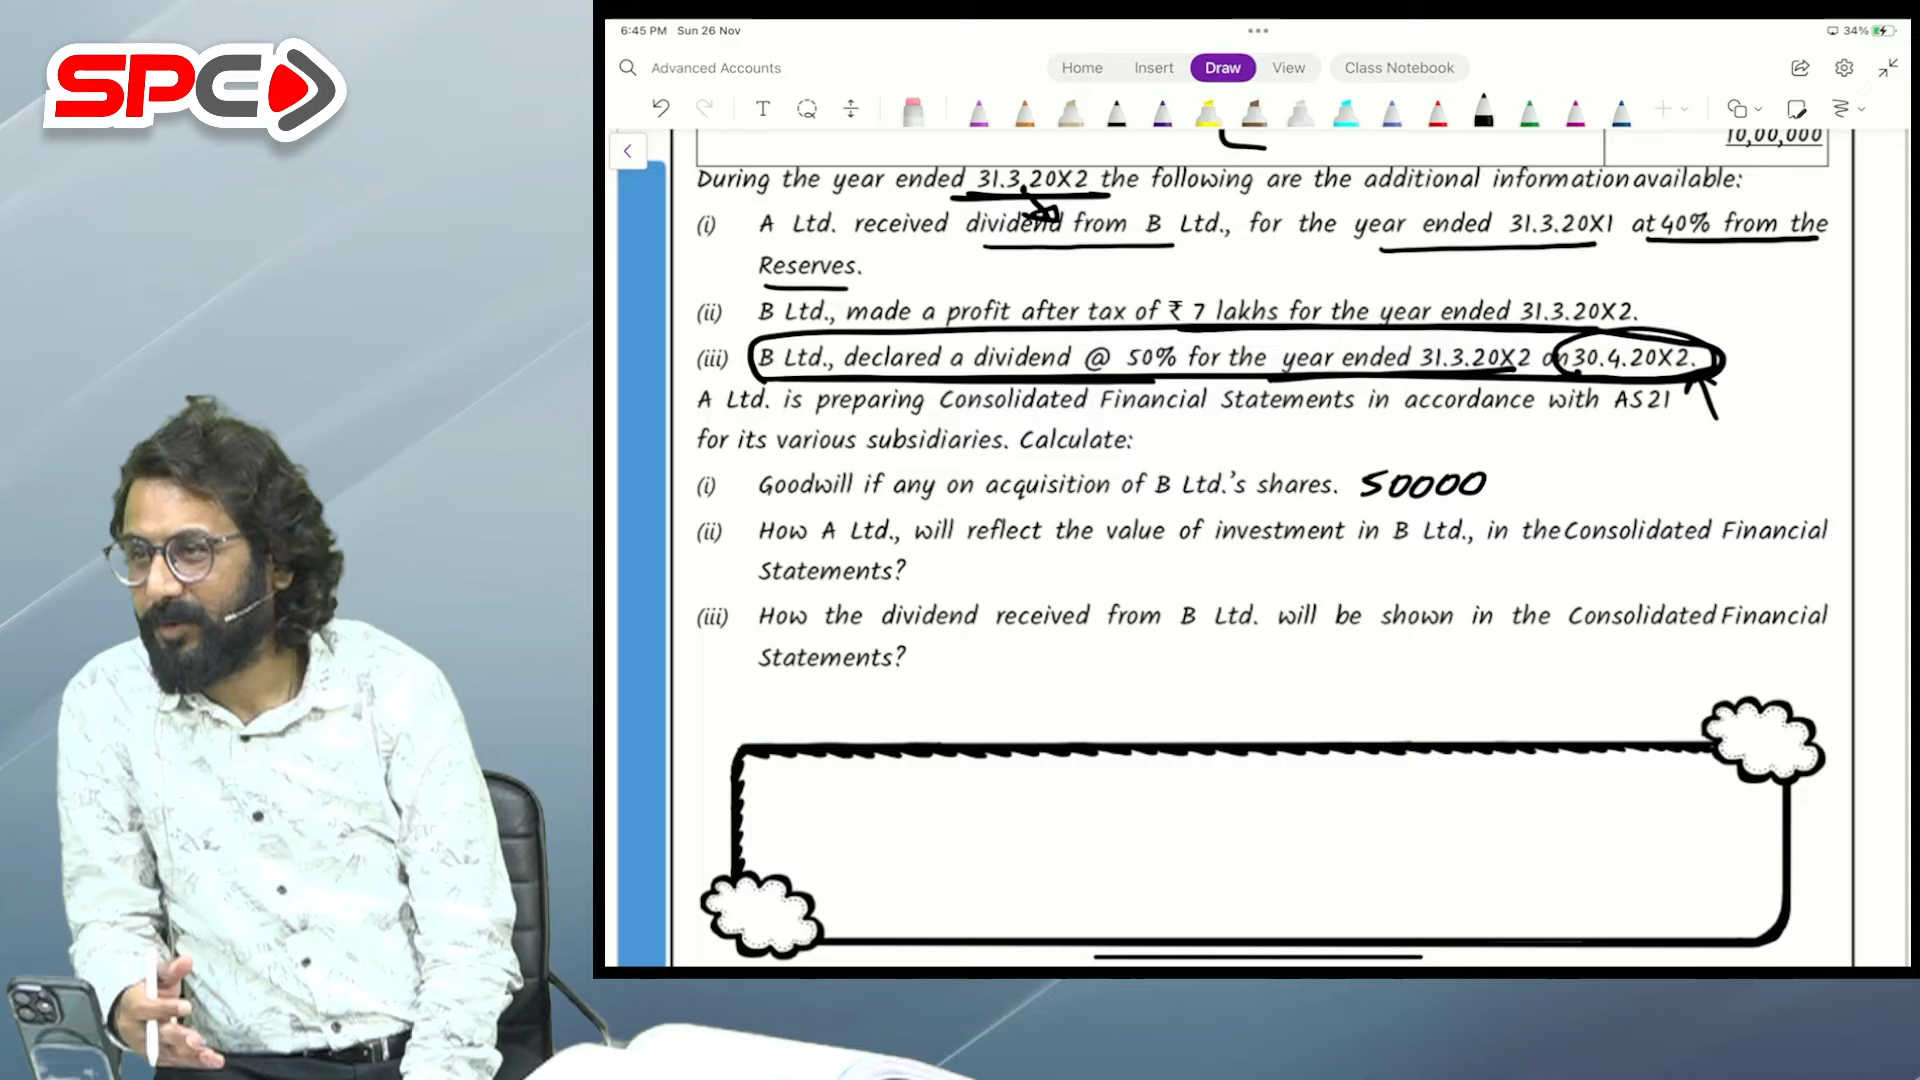 SPE
6:45 PM Sun 26 Nov
34%
Advanced Accounts
Home Insert Draw View Class Notebook
10,00,000
During the year ended 31.3.20X2 the following are the additional information available:
(i) A Ltd. received dividend from B Ltd., for the year ended 31.3.20X1 at 40% from the
Reserves.
(ii) B Ltd., made a profit after tax of ₹ 7 lakhs for the year ended 31.3.20X2.
(iii) B Ltd., declared a dividend @ 50% for the year ended 31.3.20X2 on 30.4.20X2.
A Ltd. is preparing Consolidated Financial Statements in accordance with AS 21
for its various subsidiaries. Calculate:
(i) Goodwill if any on acquisition of B Ltd.'s shares. 50000
(ii) How A Ltd., will reflect the value of investment in B Ltd., in the Consolidated Financial
Statements?
(iii) How the dividend received from B Ltd. will be shown in the Consolidated Financial
Statements?